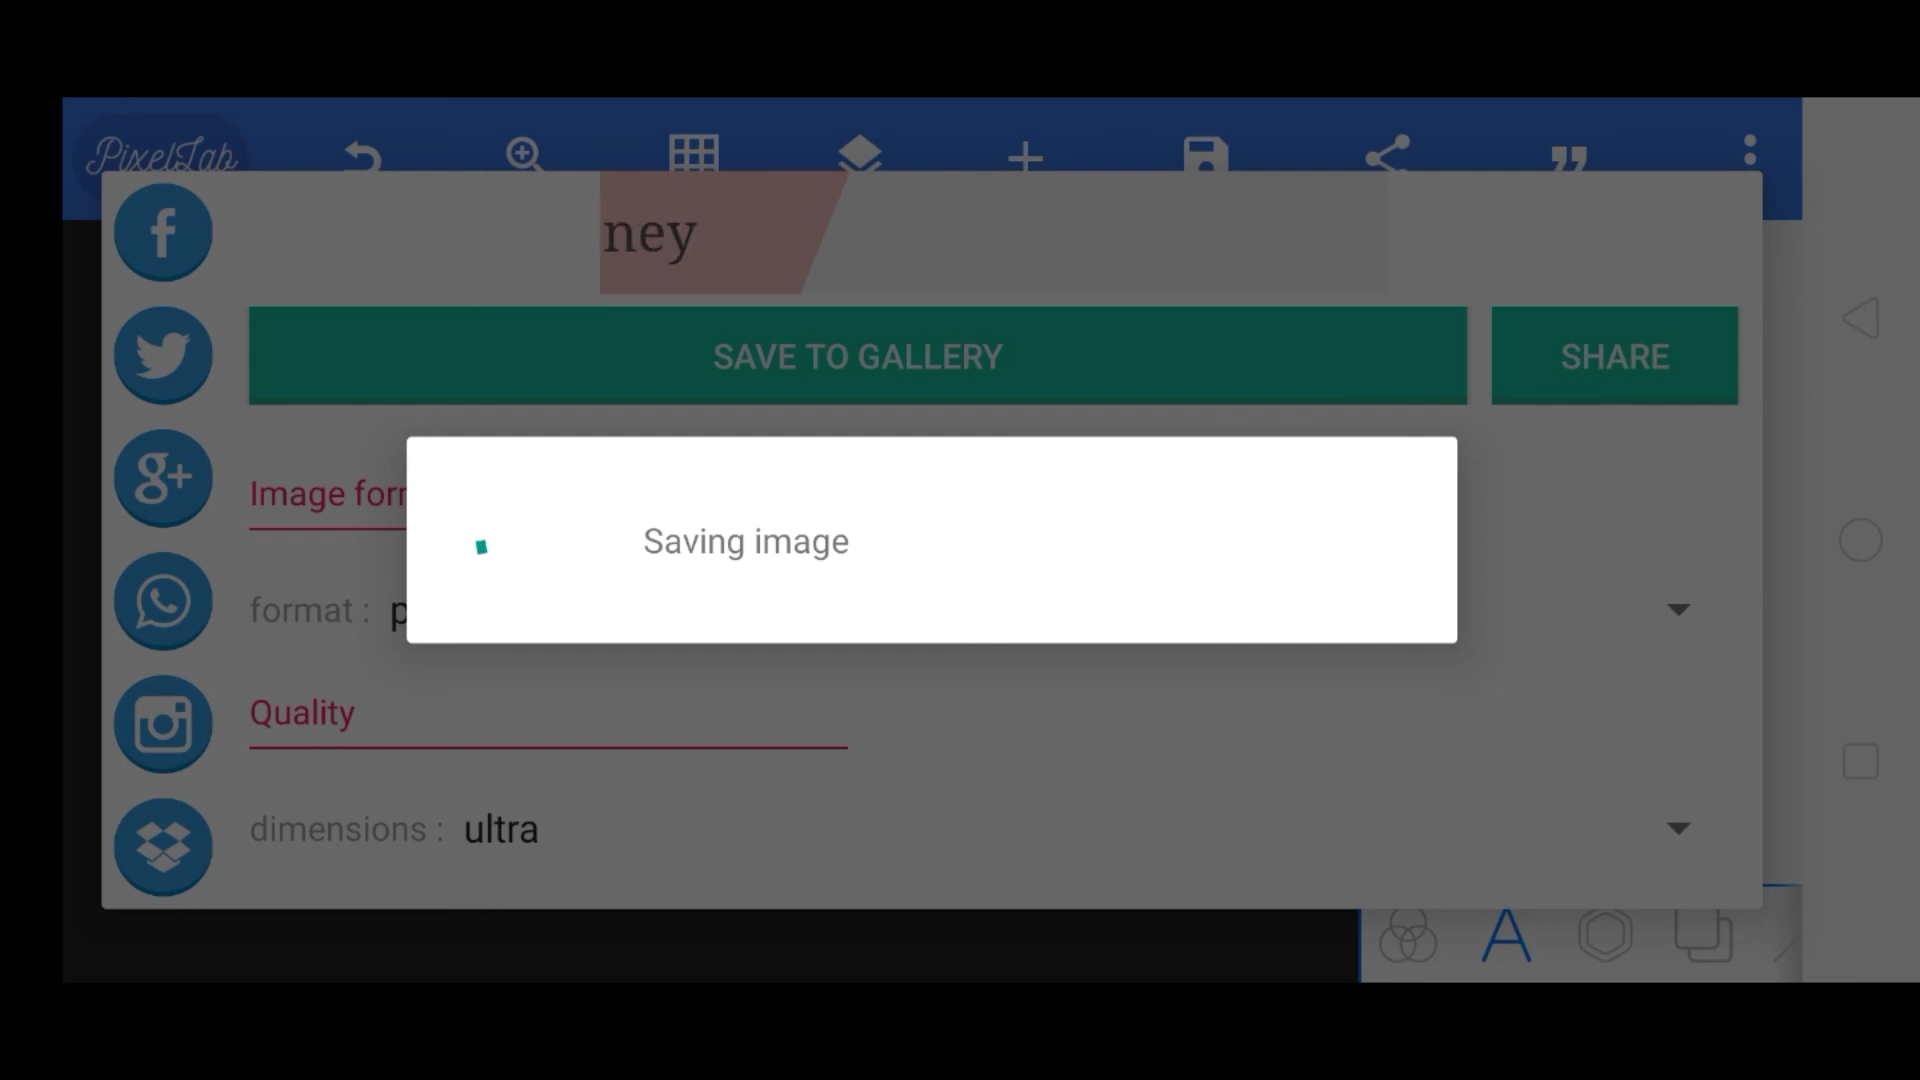 PixelLab
ney
SAVE TO GALLERY
SHARE
Image for
Saving image
format : p
Quality
dimensions : ultra